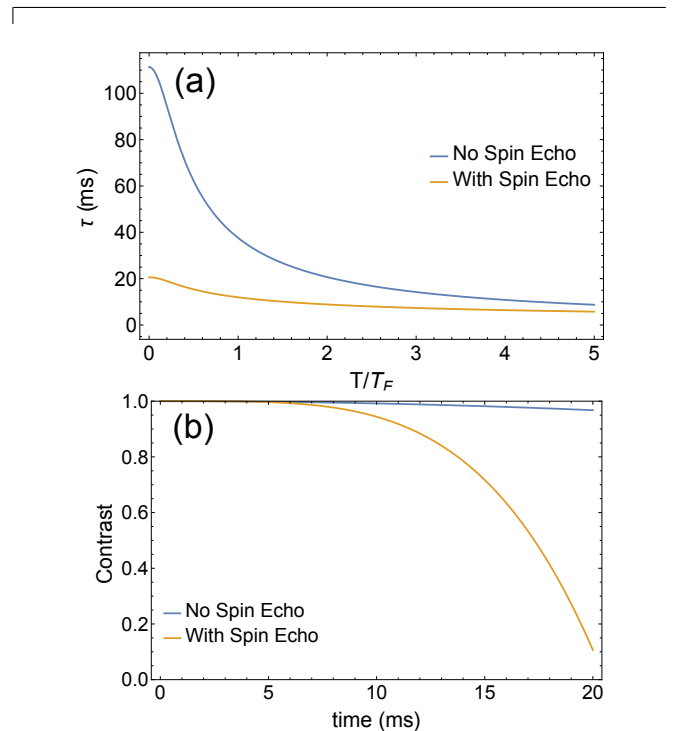 (a)
100
80
60
40
20
0
τ (ms)
No Spin Echo
With Spin Echo
0 1 2 3 4 5
T/T_F
(b)
1.0
0.8
0.6
0.4
0.2
0.0
Contrast
No Spin Echo
With Spin Echo
0 5 10 15 20
time (ms)